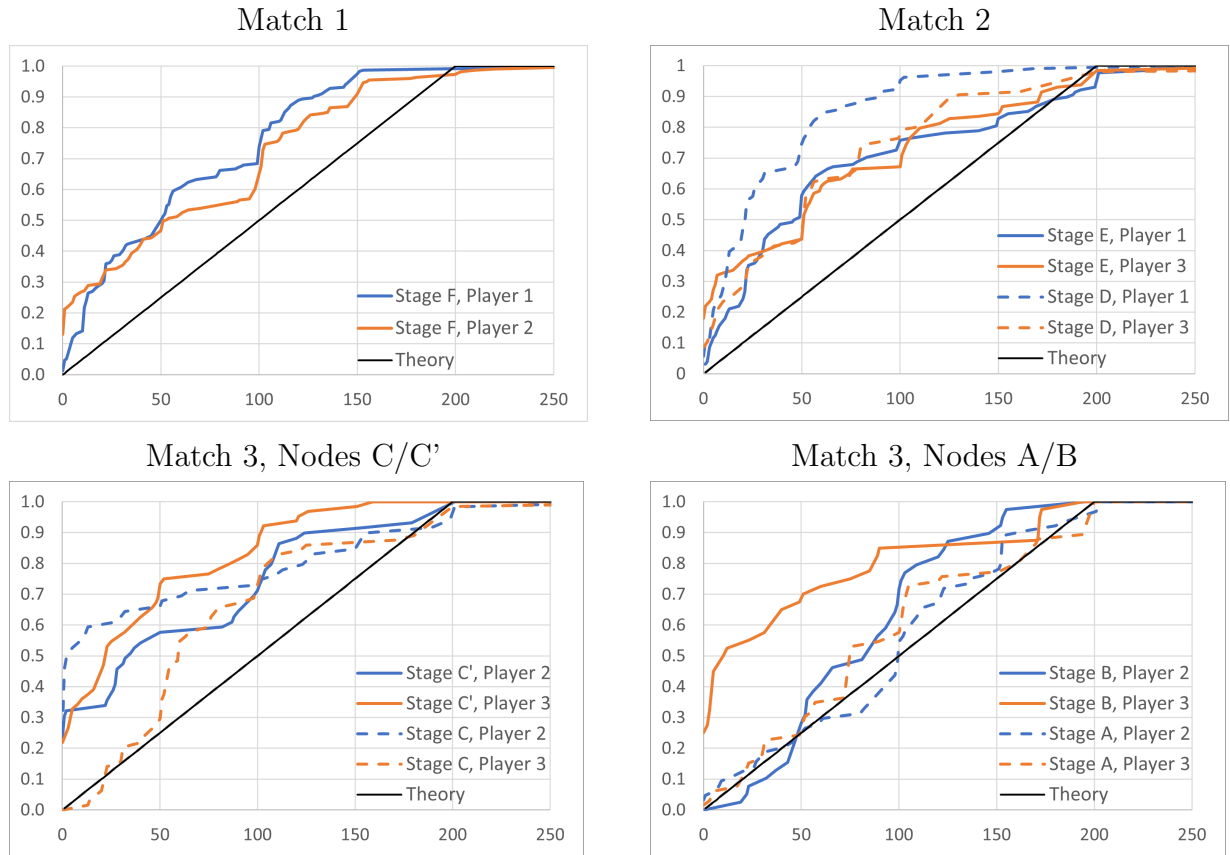 Match 1
1.0
0.9
0.8
0.7
0.6
0.5
0.4
0.3
0.2
0.1
0.0
0 50 100 150 200 250
Stage F, Player 1
Stage F, Player 2
Theory
Match 2
1
0.9
0.8
0.7
0.6
0.5
0.4
0.3
0.2
0.1
0
0 50 100 150 200 250
Stage E, Player 1
Stage E, Player 3
Stage D, Player 1
Stage D, Player 3
Theory
Match 3, Nodes C/C’
1.0
0.9
0.8
0.7
0.6
0.5
0.4
0.3
0.2
0.1
0.0
0 50 100 150 200 250
Stage C', Player 2
Stage C', Player 3
Stage C, Player 2
Stage C, Player 3
Theory
Match 3, Nodes A/B
1.0
0.9
0.8
0.7
0.6
0.5
0.4
0.3
0.2
0.1
0.0
0 50 100 150 200 250
Stage B, Player 2
Stage B, Player 3
Stage A, Player 2
Stage A, Player 3
Theory